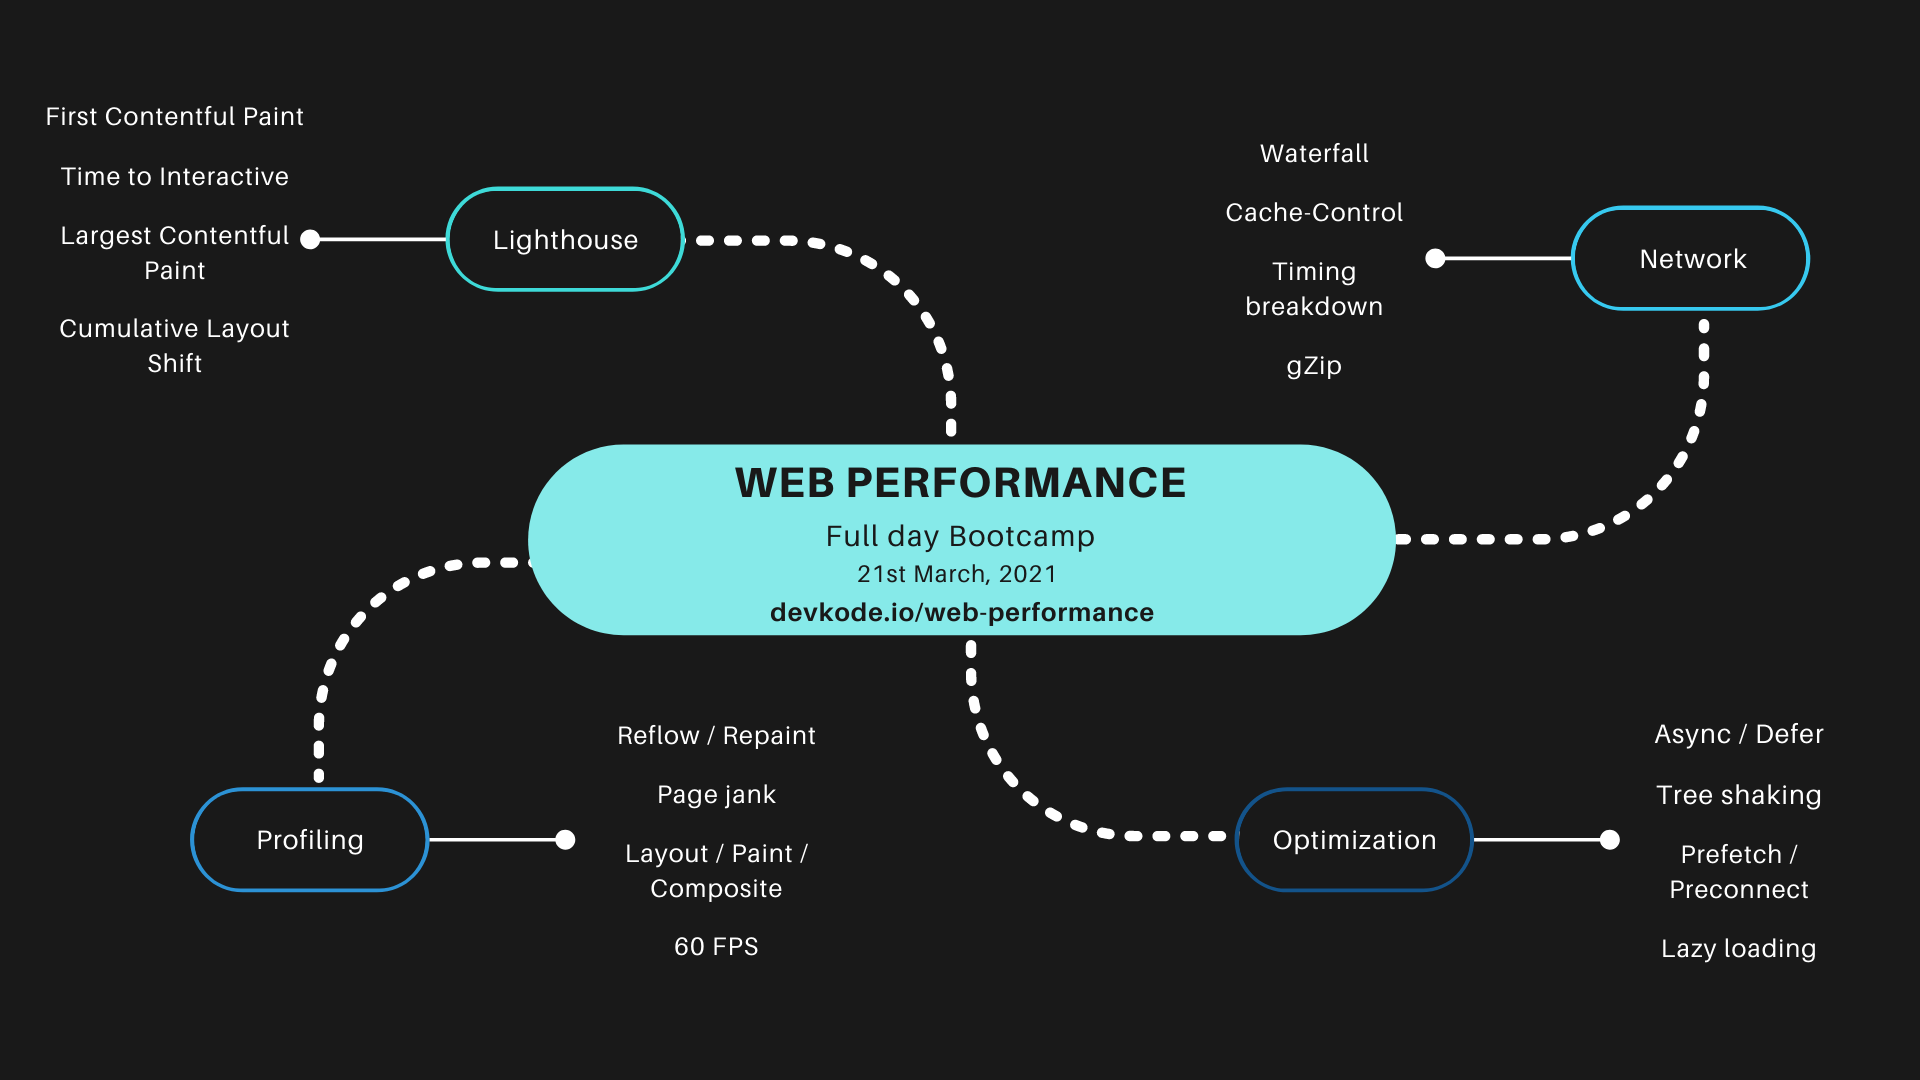 First Contentful Paint
Time to Interactive
Largest Contentful
Paint
Cumulative Layout
Shift
Lighthouse
Waterfall
Cache-Control
Timing
breakdown
gZip
Network
WEB PERFORMANCE
Full day Bootcamp
21st March, 2021
devkode.io/web-performance
Profiling
Reflow / Repaint
Page jank
Layout / Paint /
Composite
60 FPS
Optimization
Async / Defer
Tree shaking
Prefetch /
Preconnect
Lazy loading